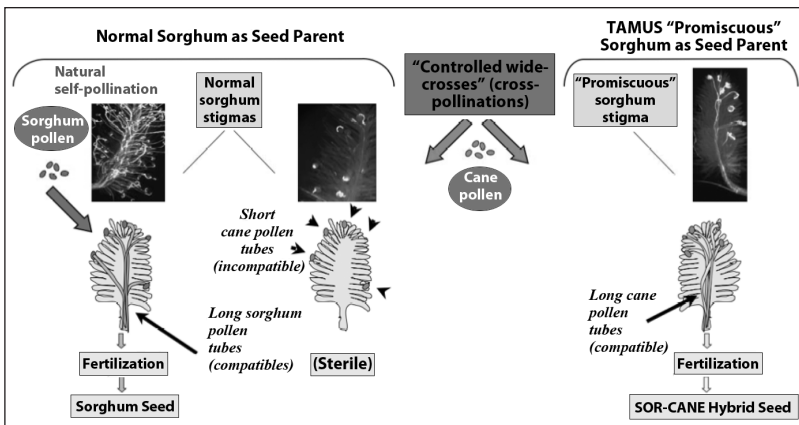 Normal Sorghum as Seed Parent
TAMUS “Promiscuous”
Sorghum as Seed Parent
Natural
self-pollination
Sorghum
pollen
Normal
sorghum
stigmas
“Controlled wide-
crosses” (cross-
pollinations)
Cane
pollen
“Promiscuous”
sorghum
stigma
Short
cane pollen
tubes
(incompatible)
Long sorghum
pollen
tubes
(compatibles)
Long cane
pollen
tubes
(compatible)
Fertilization
(Sterile)
Fertilization
Sorghum Seed
SOR-CANE Hybrid Seed